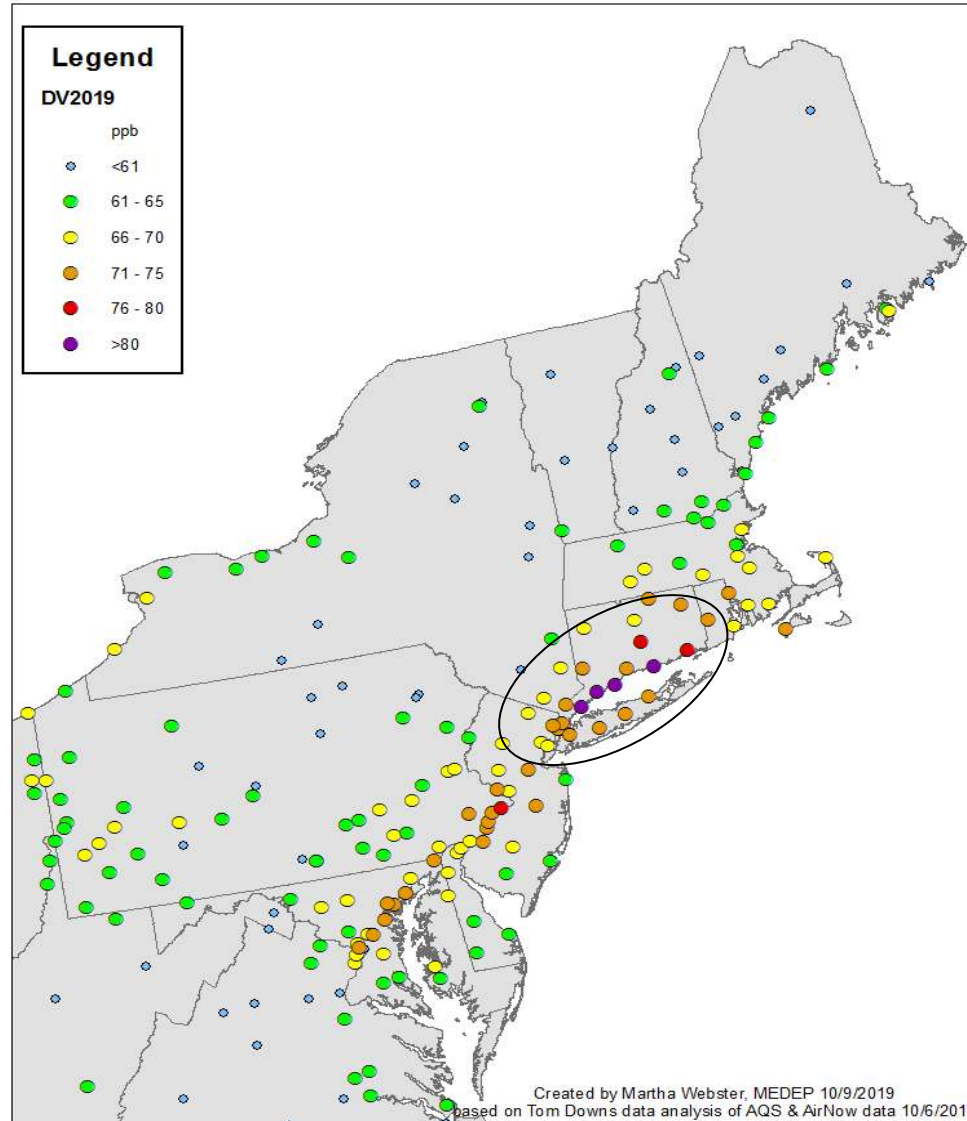 Legend
DV2019
ppb
<61
61 - 65
66 - 70
71 - 75
76 - 80
>80
Created by Martha Webster, MEDEP 10/9/2019
based on Tom Downs data analysis of AQS & AirNow data 10/6/201